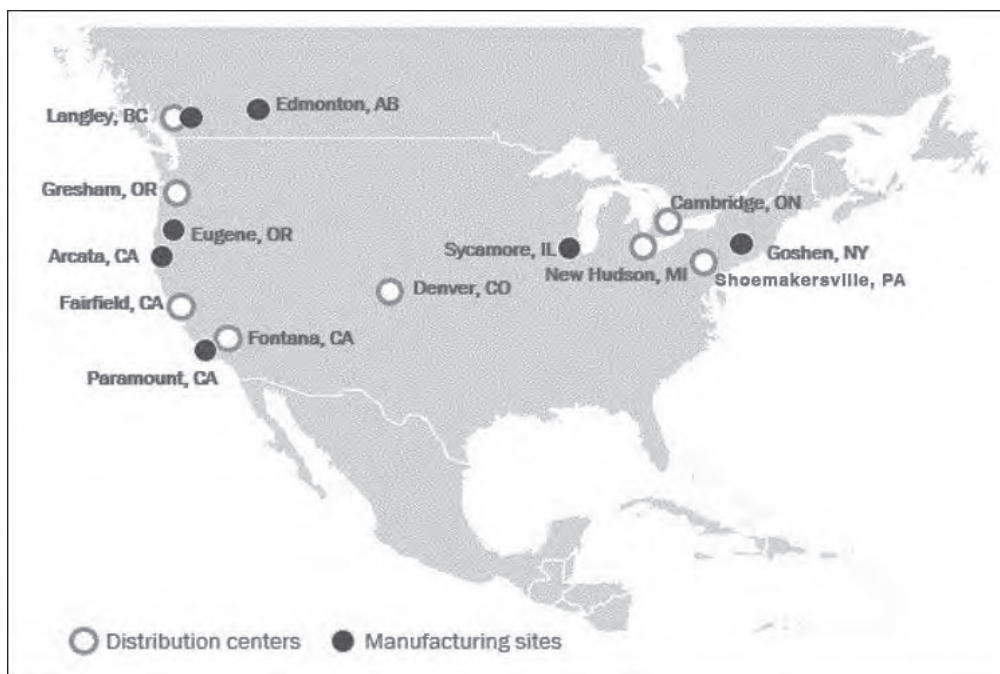 Edmonton, AB
Langley, BC
Gresham, OR
Cambridge, ON
Eugene, OR
Sycamore, IL
Goshen, NY
Arcata, CA
New Hudson, MI
Shoemakersville, PA
Denver, CO
Fairfield, CA
Fontana, CA
Paramount, CA
Distribution centers
Manufacturing sites